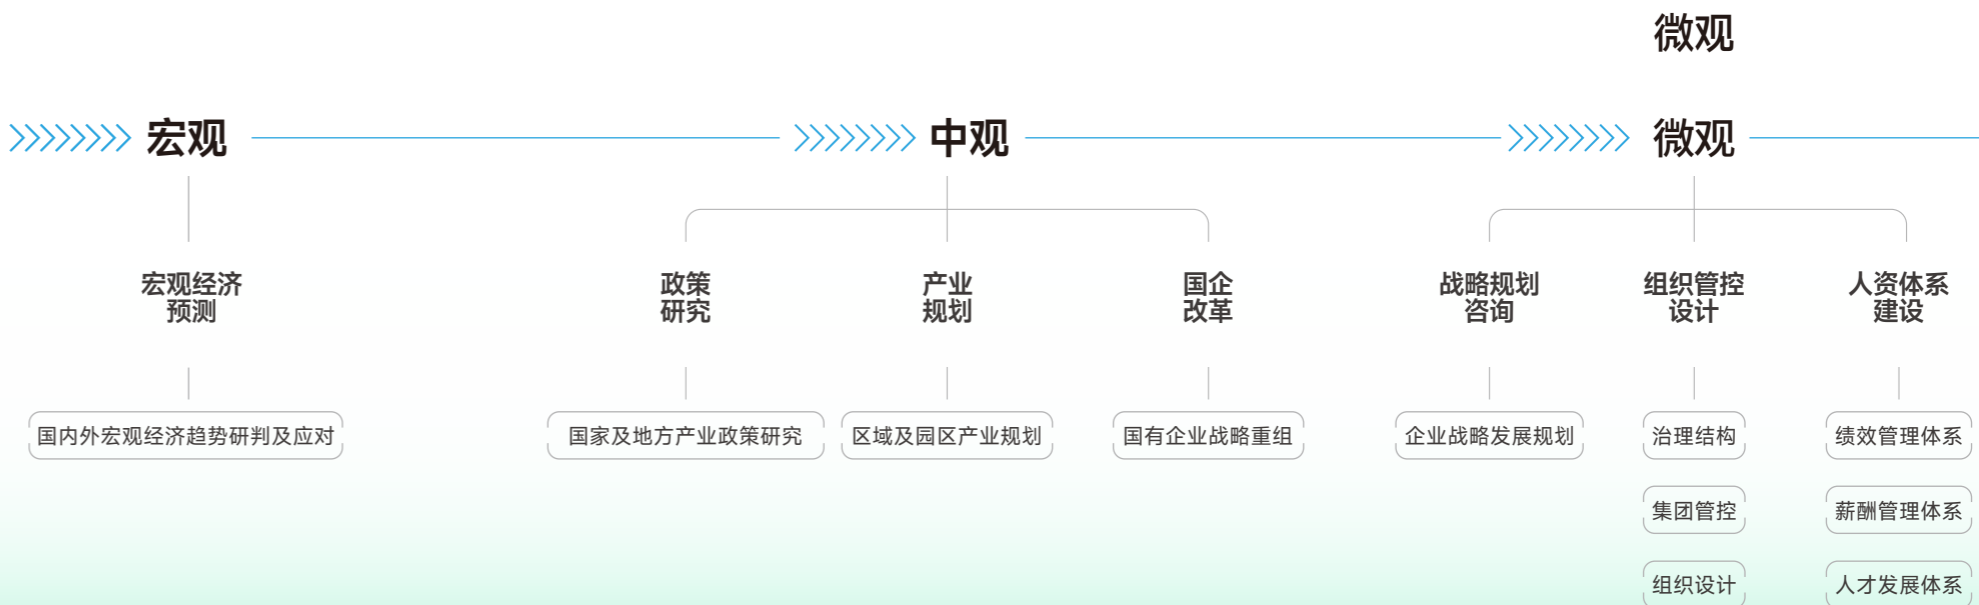 微观
宏观
中观
微观
宏观经济
预测
政策
研究
产业
规划
国企
改革
战略规划
咨询
组织管控
设计
人资体系
建设
国内外宏观经济趋势研判及应对
国家及地方产业政策研究
区域及园区产业规划
国有企业战略重组
企业战略发展规划
治理结构
绩效管理体系
集团管控
薪酬管理体系
组织设计
人才发展体系